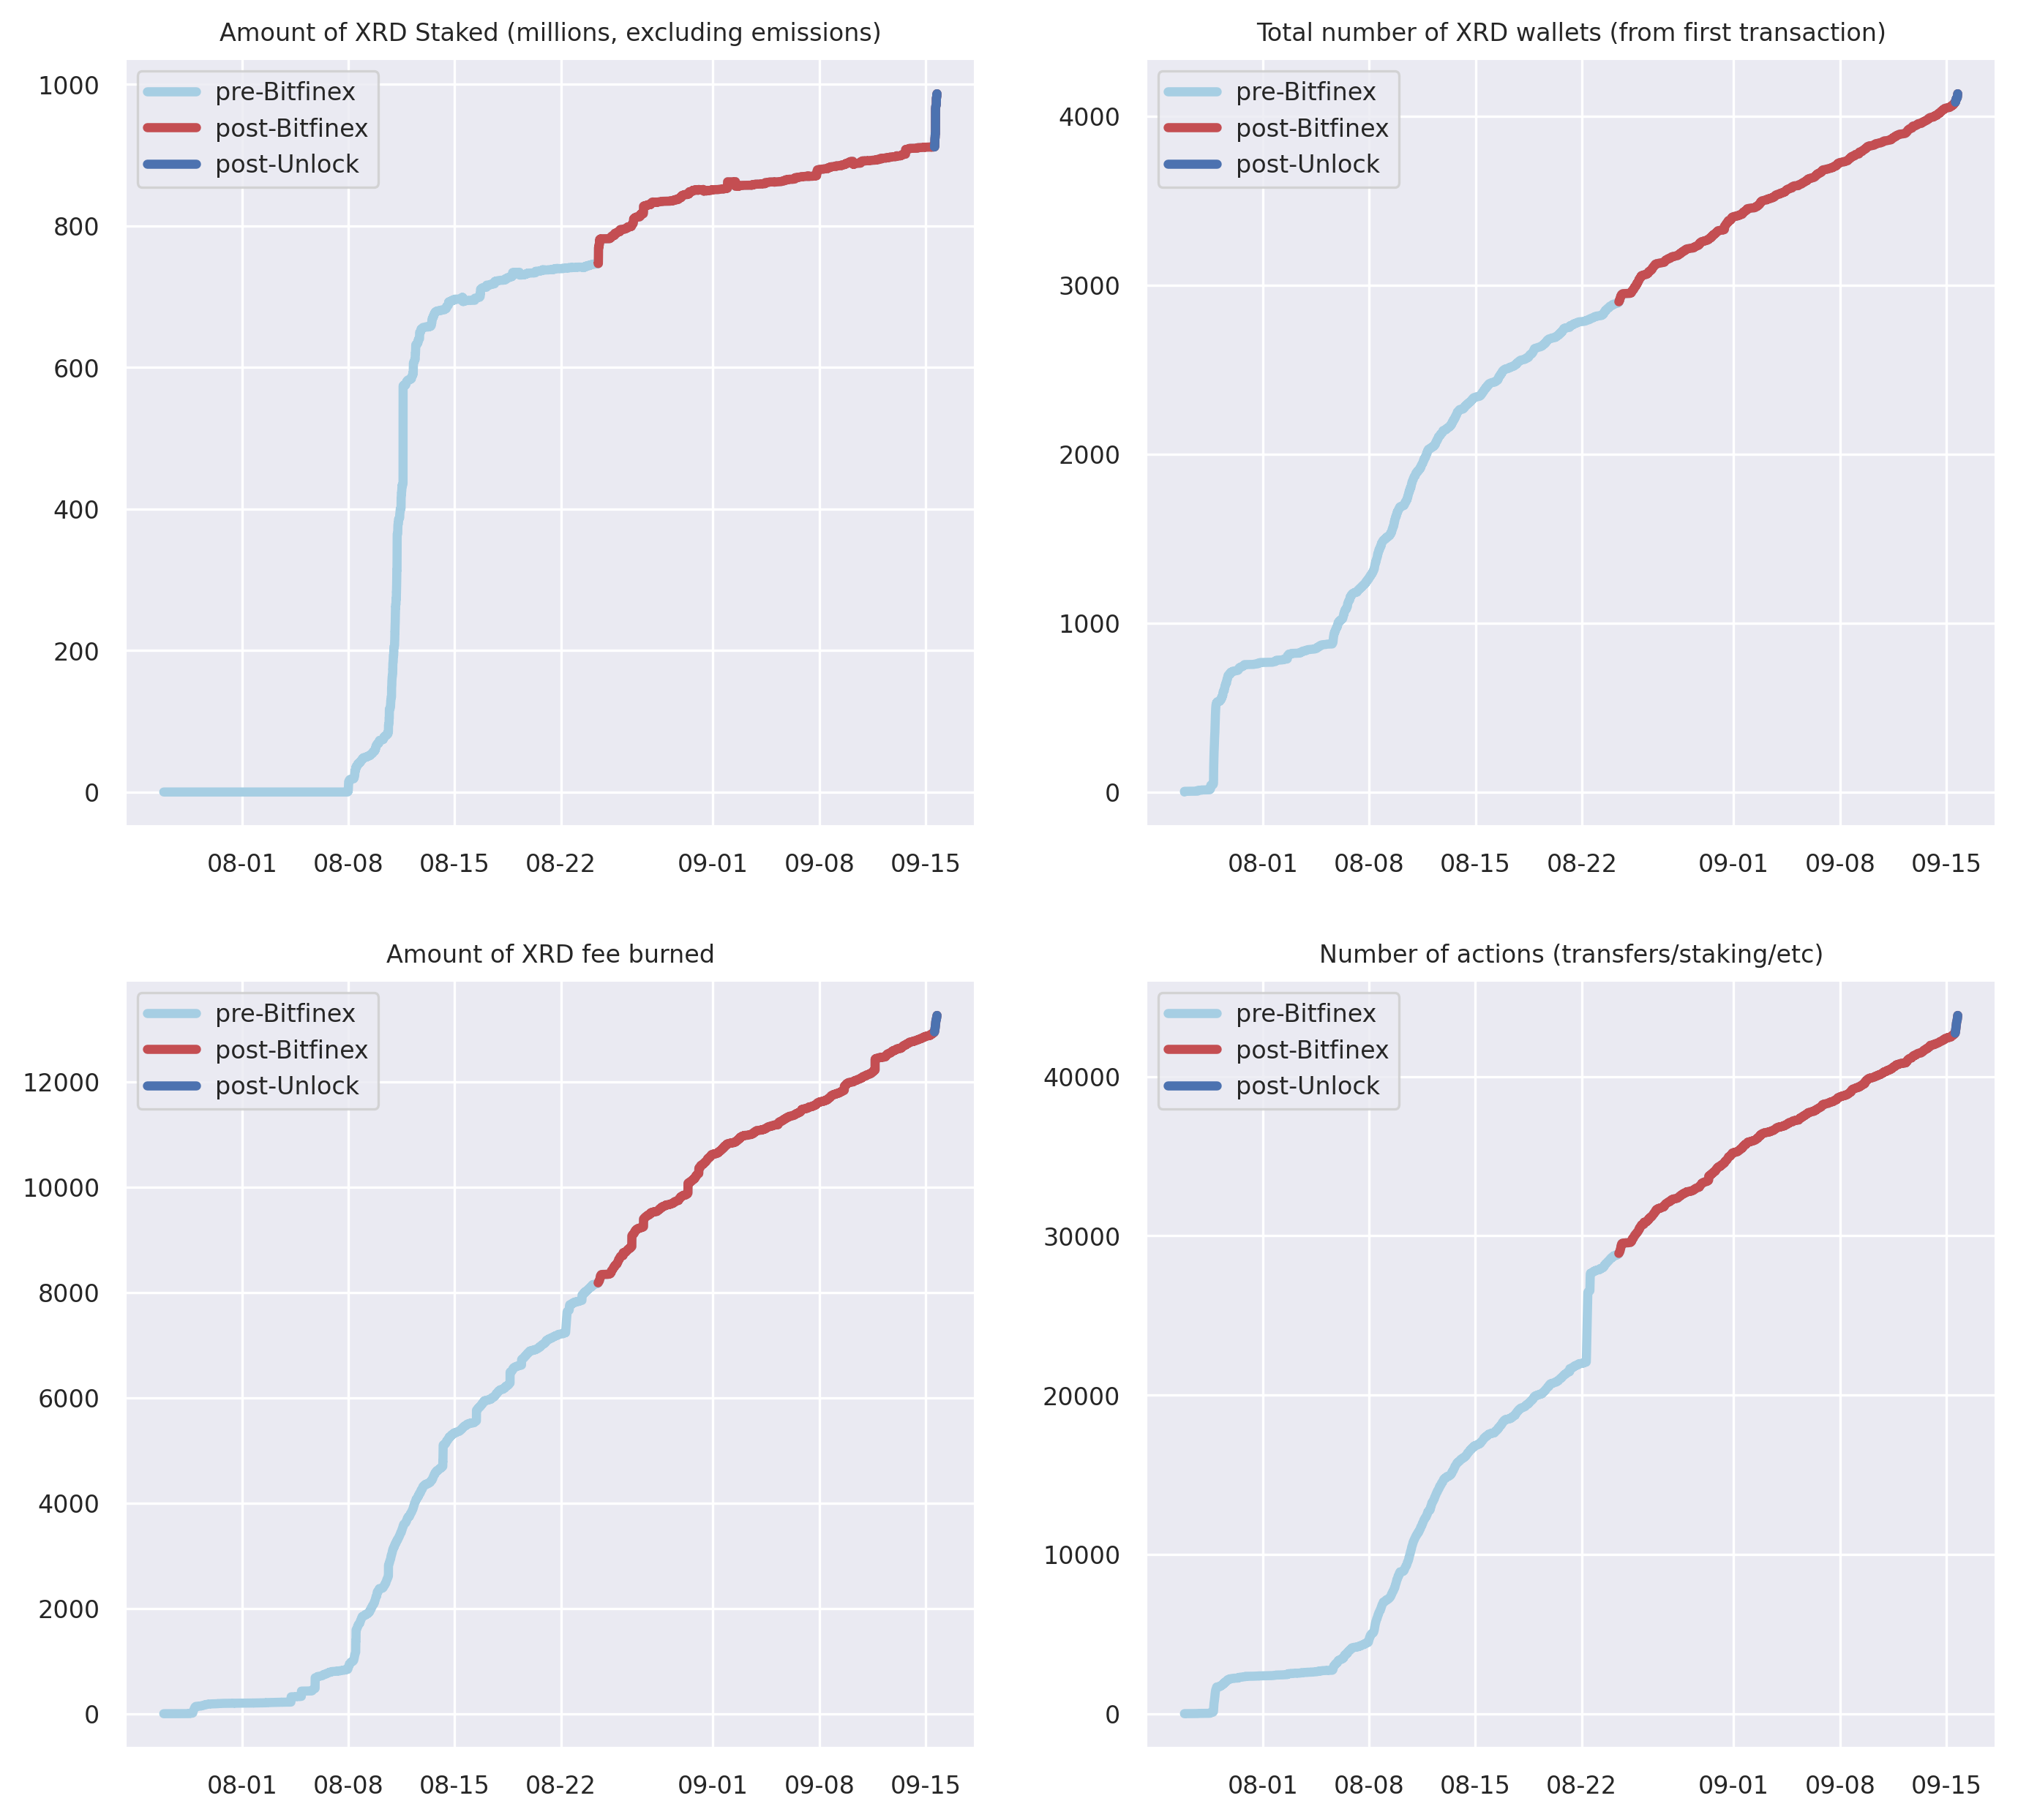 Amount of XRD Staked (millions, excluding emissions)
pre-Bitfinex
post-Bitfinex
post-Unlock
1000
800
600
400
200
0
08-01 08-08 08-15 08-22 09-01 09-08 09-15
Total number of XRD wallets (from first transaction)
pre-Bitfinex
post-Bitfinex
post-Unlock
4000
3000
2000
1000
0
08-01 08-08 08-15 08-22 09-01 09-08 09-15
Amount of XRD fee burned
pre-Bitfinex
post-Bitfinex
post-Unlock
12000
10000
8000
6000
4000
2000
0
08-01 08-08 08-15 08-22 09-01 09-08 09-15
Number of actions (transfers/staking/etc)
pre-Bitfinex
post-Bitfinex
post-Unlock
40000
30000
20000
10000
0
08-01 08-08 08-15 08-22 09-01 09-08 09-15